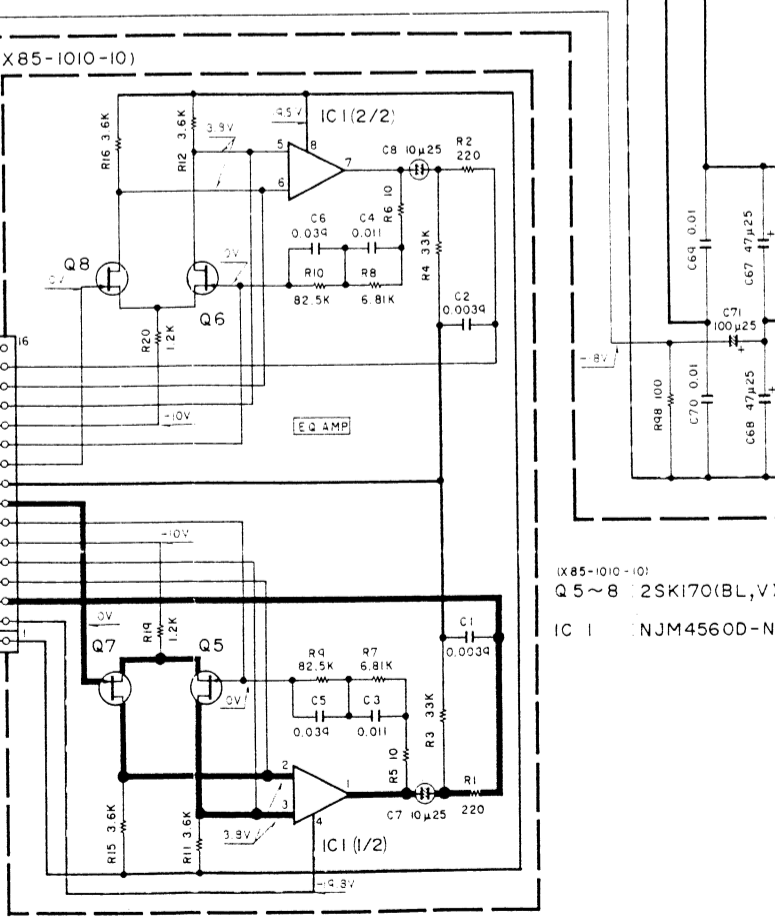 X85-1010-10)
R16 3.6K
R12 3.6K
3.9V
IC1(2/2)
5
8
6
7
C8 10µ25
R2
220
R6 10
R4 33K
C6
0.039
C4
0.011
R10
82.5K
R8
6.81K
Q8
0V
0V
Q6
C2
0.0039
R20
1.2K
16
-10V
EQ AMP
C69 0.01
C67 47µ25
+
C71
100µ25
+
-18V
R98 100
C70 0.01
C68 47µ25
+
-10V
(X85-1010-10)
Q5~8 : 2SK170(BL,V)
IC 1 : NJM4560D-N
1
0V
R19
1.2K
Q7
Q5
0V
R9
82.5K
R7
6.81K
C5
0.039
C3
0.011
C1
0.0039
R3 33K
R5 10
2
1
3
4
C7 10µ25
R1
220
3.8V
R15 3.6K
R11 3.6K
IC1(1/2)
-19.3V